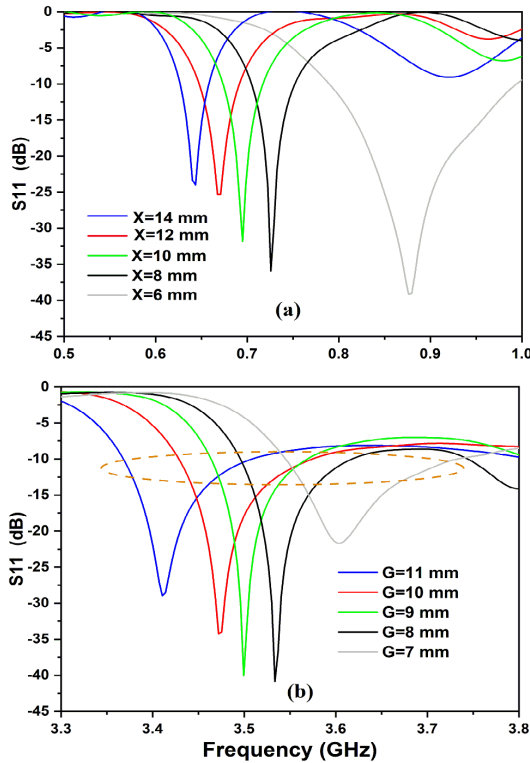 0
-5
-10
-15
-20
-25
-30
-35
-40
-45
S11 (dB)
X=14 mm
X=12 mm
X=10 mm
X=8 mm
X=6 mm
(a)
0.5 0.6 0.7 0.8 0.9 1.0
0
-5
-10
-15
-20
-25
-30
-35
-40
-45
S11 (dB)
G=11 mm
G=10 mm
G=9 mm
G=8 mm
G=7 mm
(b)
3.3 3.4 3.5 3.6 3.7 3.8
Frequency (GHz)